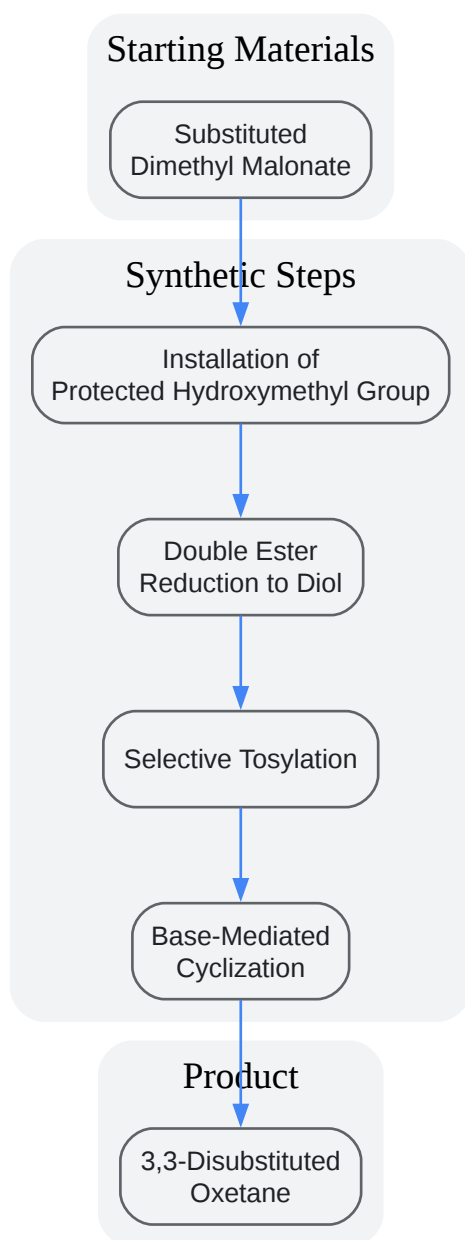 Starting Materials
Substituted
Dimethyl Malonate
Synthetic Steps
Installation of
Protected Hydroxymethyl Group
Double Ester
Reduction to Diol
Selective Tosylation
Base-Mediated
Cyclization
Product
3,3-Disubstituted
Oxetane